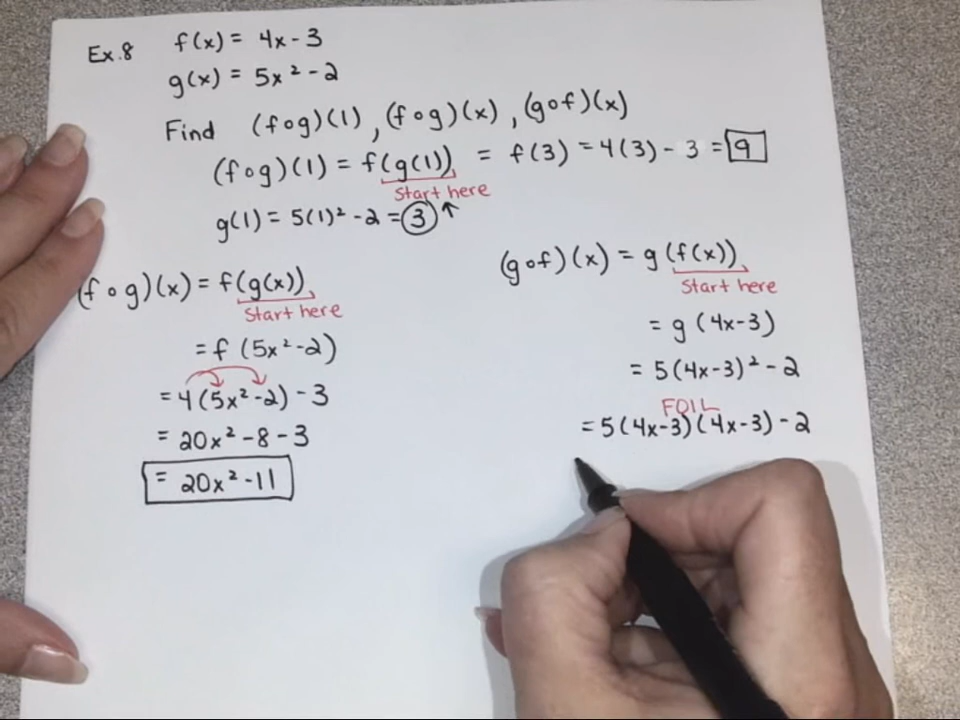 Ex.8 f(x) = 4x - 3
g(x) = 5x² - 2
Find (f∘g)(1), (f∘g)(x), (g∘f)(x)
(f∘g)(1) = f(g(1)) = f(3) = 4(3) - 3 = 9
Start here
g(1) = 5(1)² - 2 = 3 ↑
(f∘g)(x) = f(g(x))
Start here
= f(5x² - 2)
= 4(5x² - 2) - 3
= 20x² - 8 - 3
= 20x² - 11
(g∘f)(x) = g(f(x))
Start here
= g(4x - 3)
= 5(4x - 3)² - 2
FOIL
= 5(4x - 3)(4x - 3) - 2